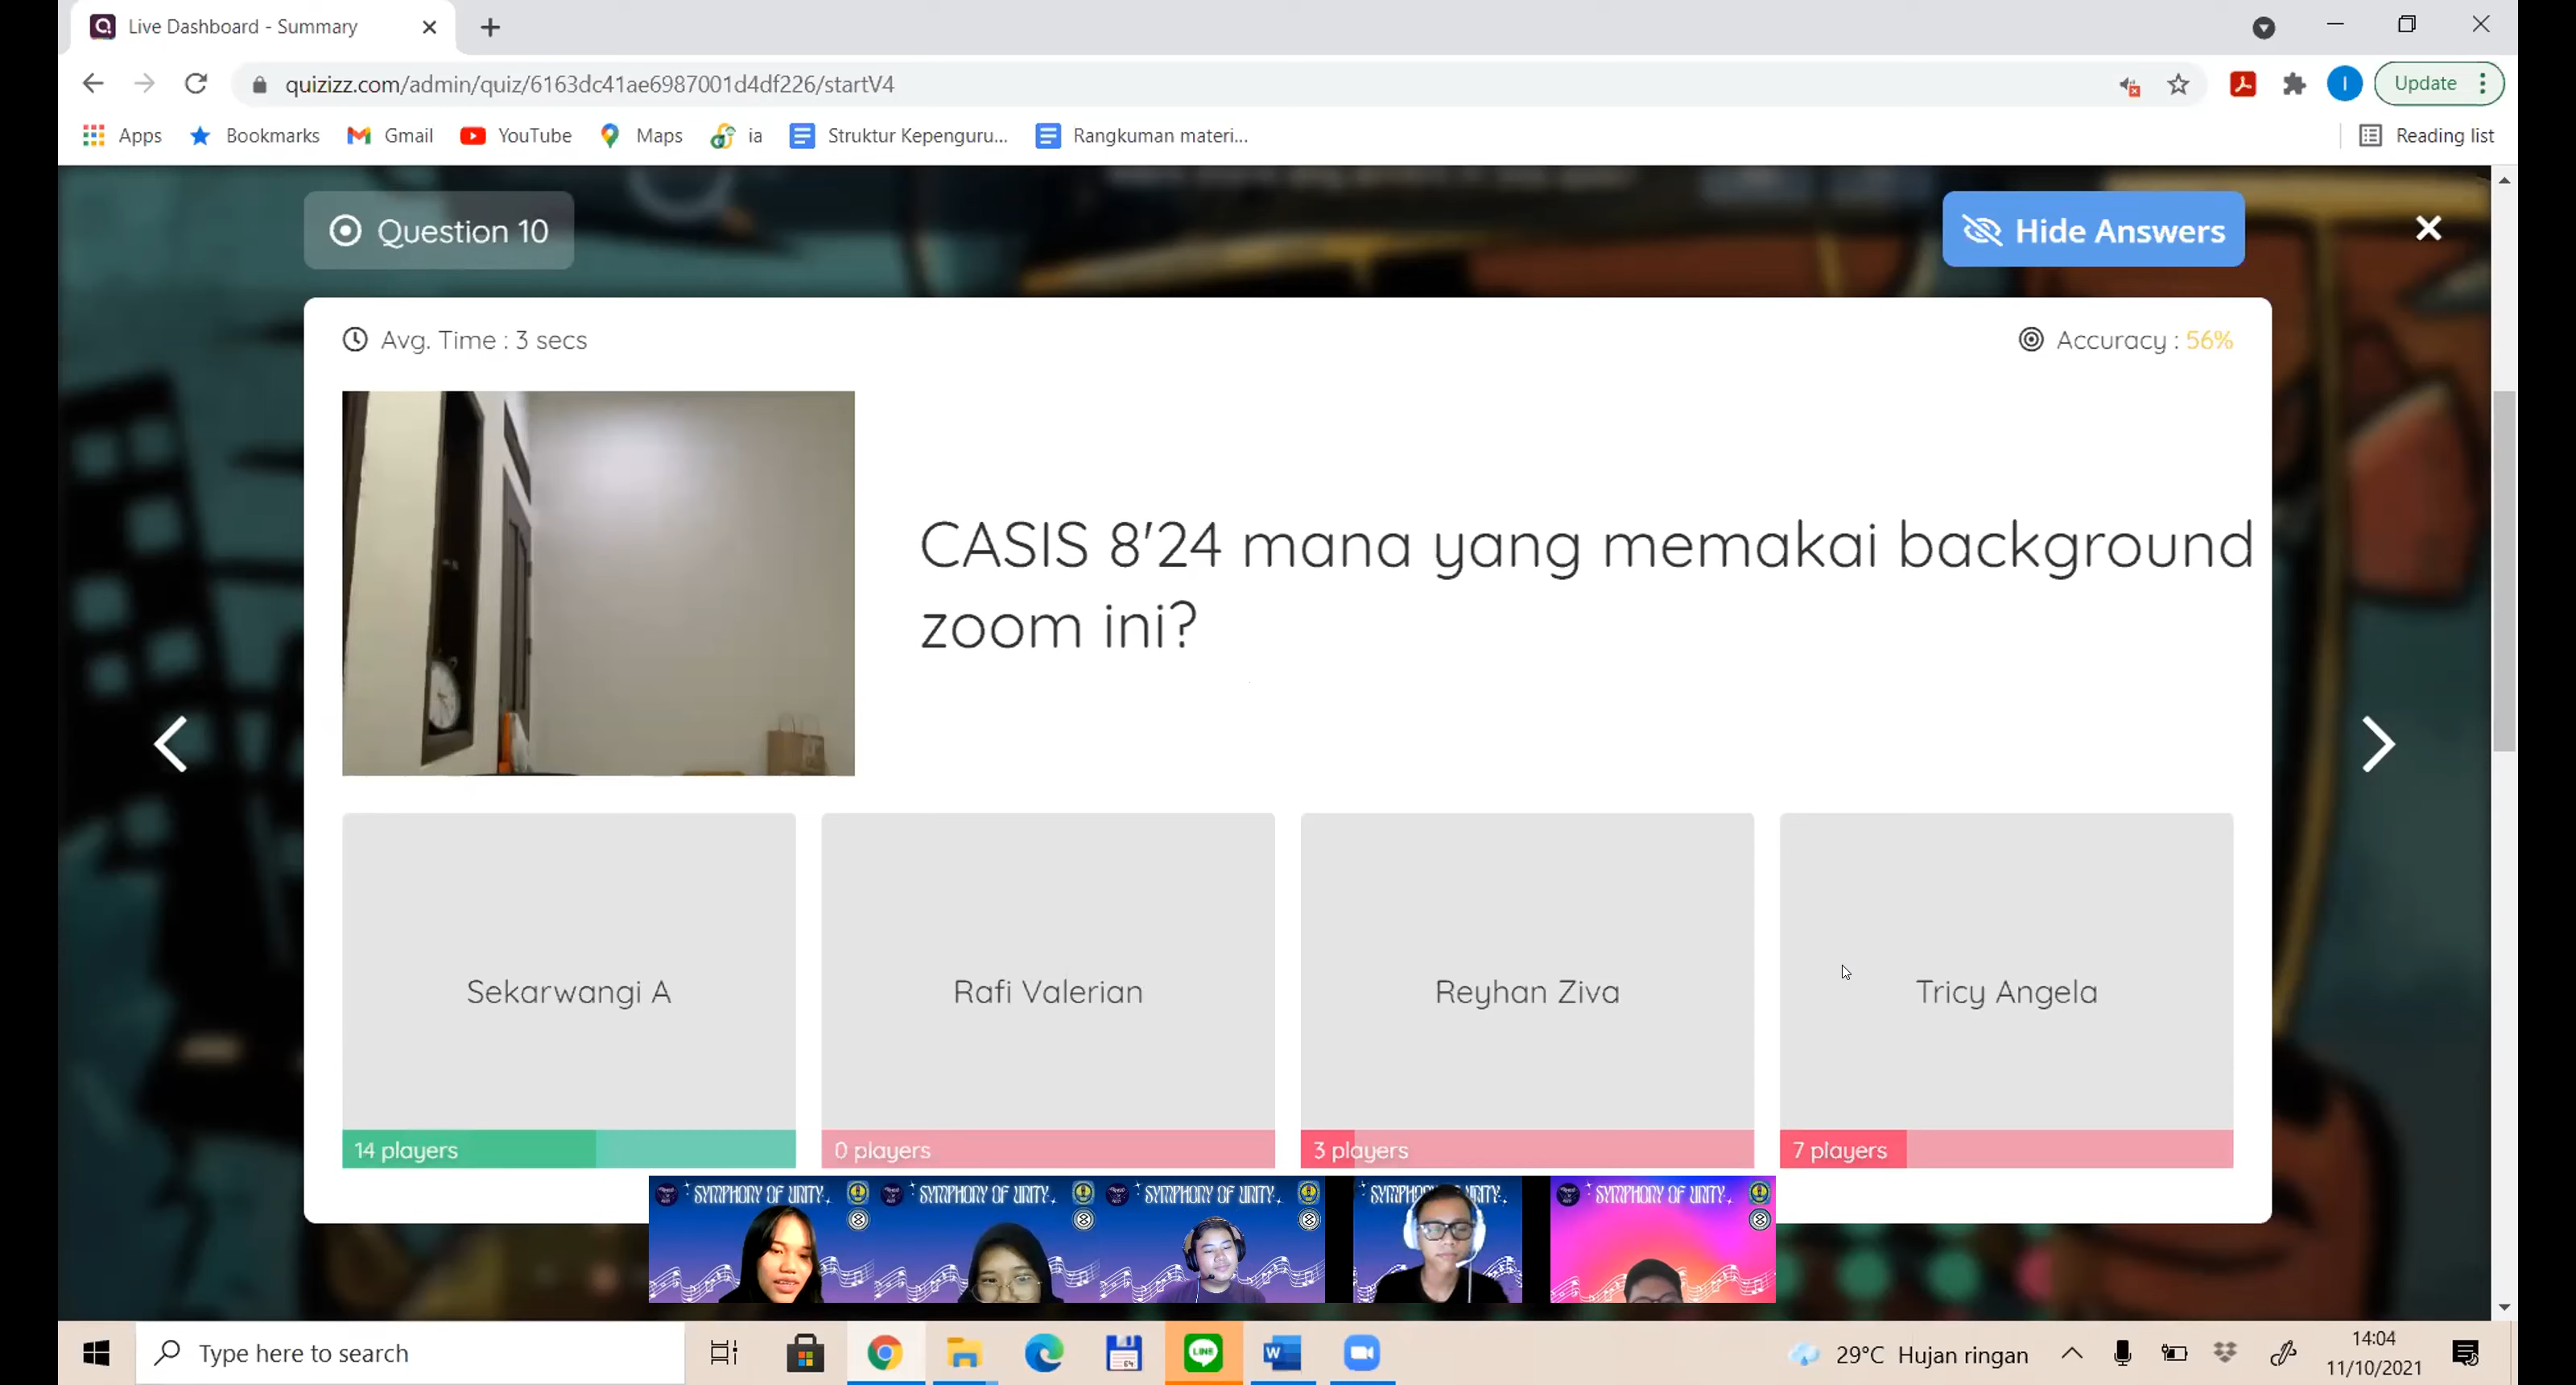 Live Dashboard - Summary
quizizz.com/admin/quiz/6163dc41ae6987001d4df226/startV4
Update
Apps
Bookmarks
Gmail
YouTube
Maps
ia
Struktur Kepenguru...
Rangkuman materi...
Reading list
Question 10
Hide Answers
Avg. Time : 3 secs
Accuracy : 56%
CASIS 8'24 mana yang memakai background
zoom ini?
Sekarwangi A
Rafi Valerian
Reyhan Ziva
Tricy Angela
14 players
0 players
3 players
7 players
SYMPHONY OF UNITY
SYMPHONY OF UNITY
SYMPHONY OF UNITY
SYMPHONY OF UNITY
Type here to search
LINE
W
64
29°C Hujan ringan
14:04
11/10/2021